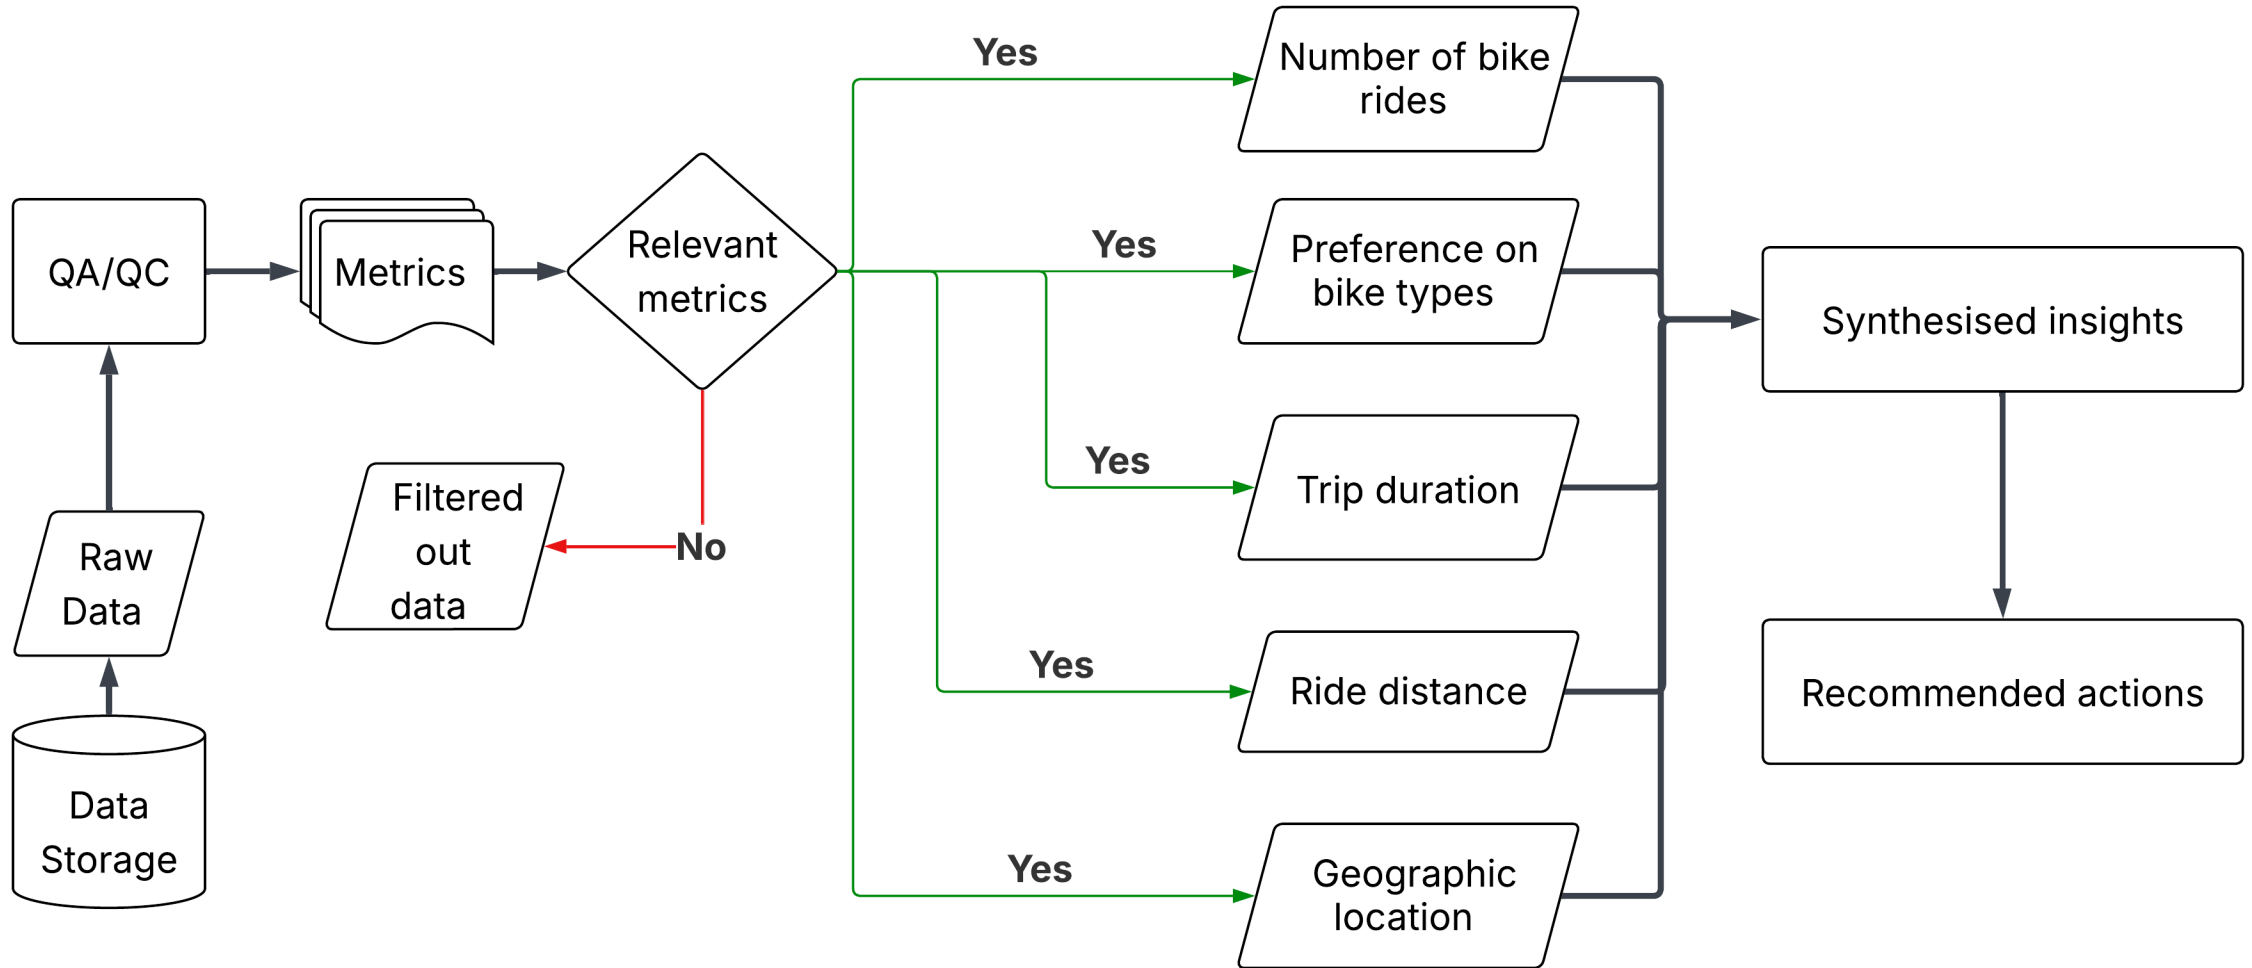 Yes
Number of bike
rides
QA/QC
Metrics
Relevant
metrics
Yes
Preference on
bike types
Synthesised insights
Yes
Trip duration
Filtered
out
data
No
Raw
Data
Yes
Ride distance
Recommended actions
Data
Storage
Yes
Geographic
location